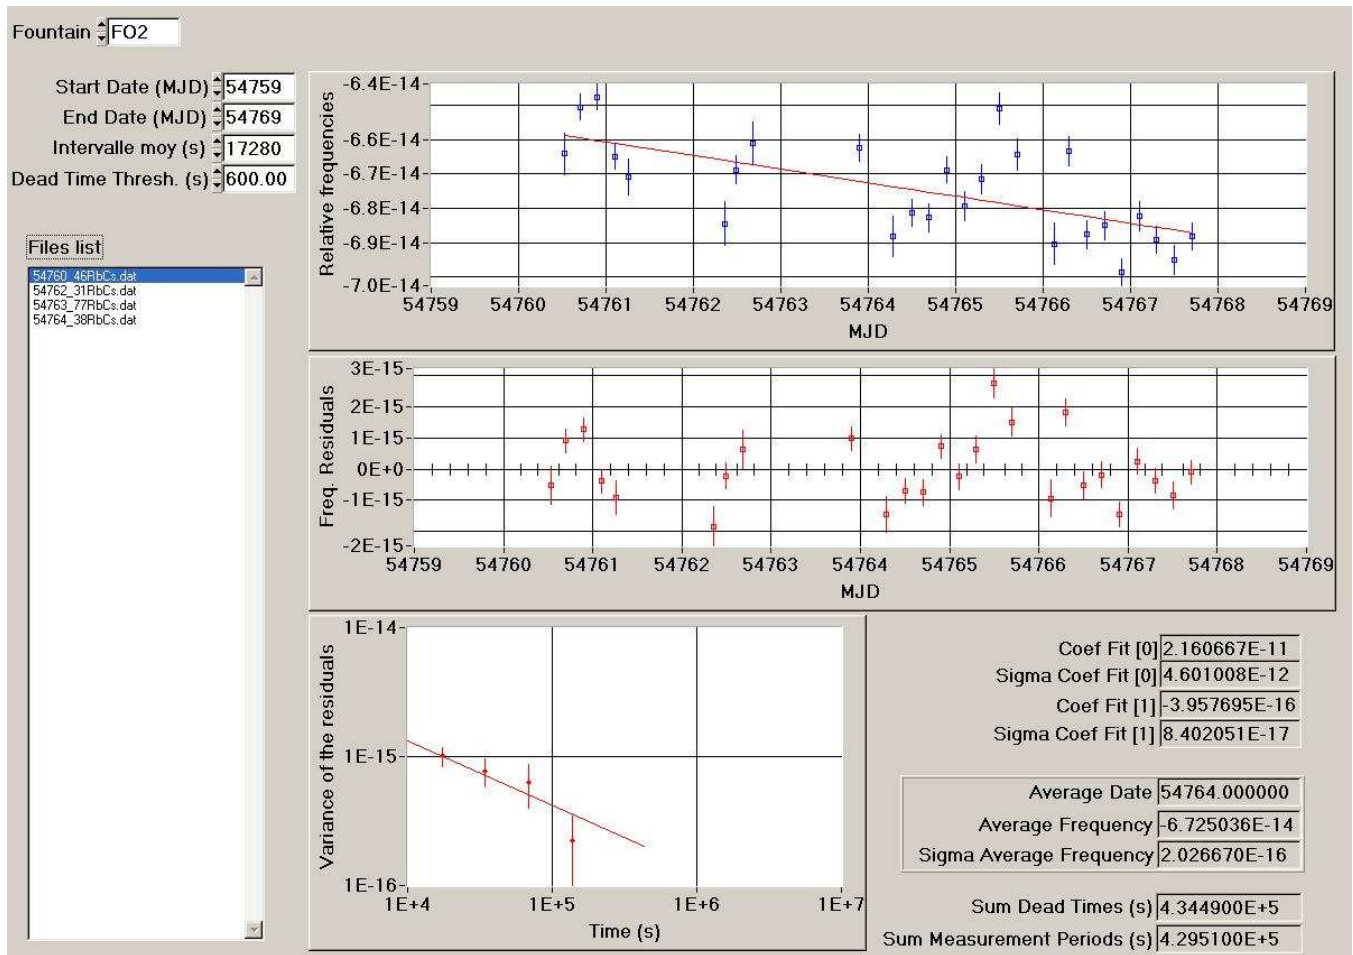 Fountain FO2
Start Date (MJD) 54759
End Date (MJD) 54769
Intervalle moy (s) 17280
Dead Time Thresh. (s) 600.00
Files list
54760_46RbCs.dat
54762_31RbCs.dat
54763_77RbCs.dat
54764_38RbCs.dat
Relative frequencies
-6.4E-14
-6.6E-14
-6.7E-14
-6.8E-14
-6.9E-14
-7.0E-14
54759 54760 54761 54762 54763 54764 54765 54766 54767 54768 54769
MJD
Freq. Residuals
3E-15
2E-15
1E-15
0E+0
-1E-15
-2E-15
54759 54760 54761 54762 54763 54764 54765 54766 54767 54768 54769
MJD
Variance of the residuals
1E-14
1E-15
1E-16
1E+4 1E+5 1E+6 1E+7
Time (s)
Coef Fit [0] 2.160667E-11
Sigma Coef Fit [0] 4.601008E-12
Coef Fit [1] -3.957695E-16
Sigma Coef Fit [1] 8.402051E-17
Average Date 54764.000000
Average Frequency -6.725036E-14
Sigma Average Frequency 2.026670E-16
Sum Dead Times (s) 4.344900E+5
Sum Measurement Periods (s) 4.295100E+5